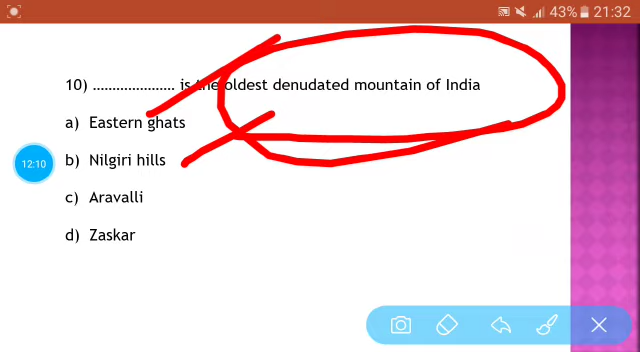 43% 21:32
10) ..................... is the oldest denudated mountain of India
a) Eastern ghats
b) Nilgiri hills
12:10
c) Aravalli
d) Zaskar